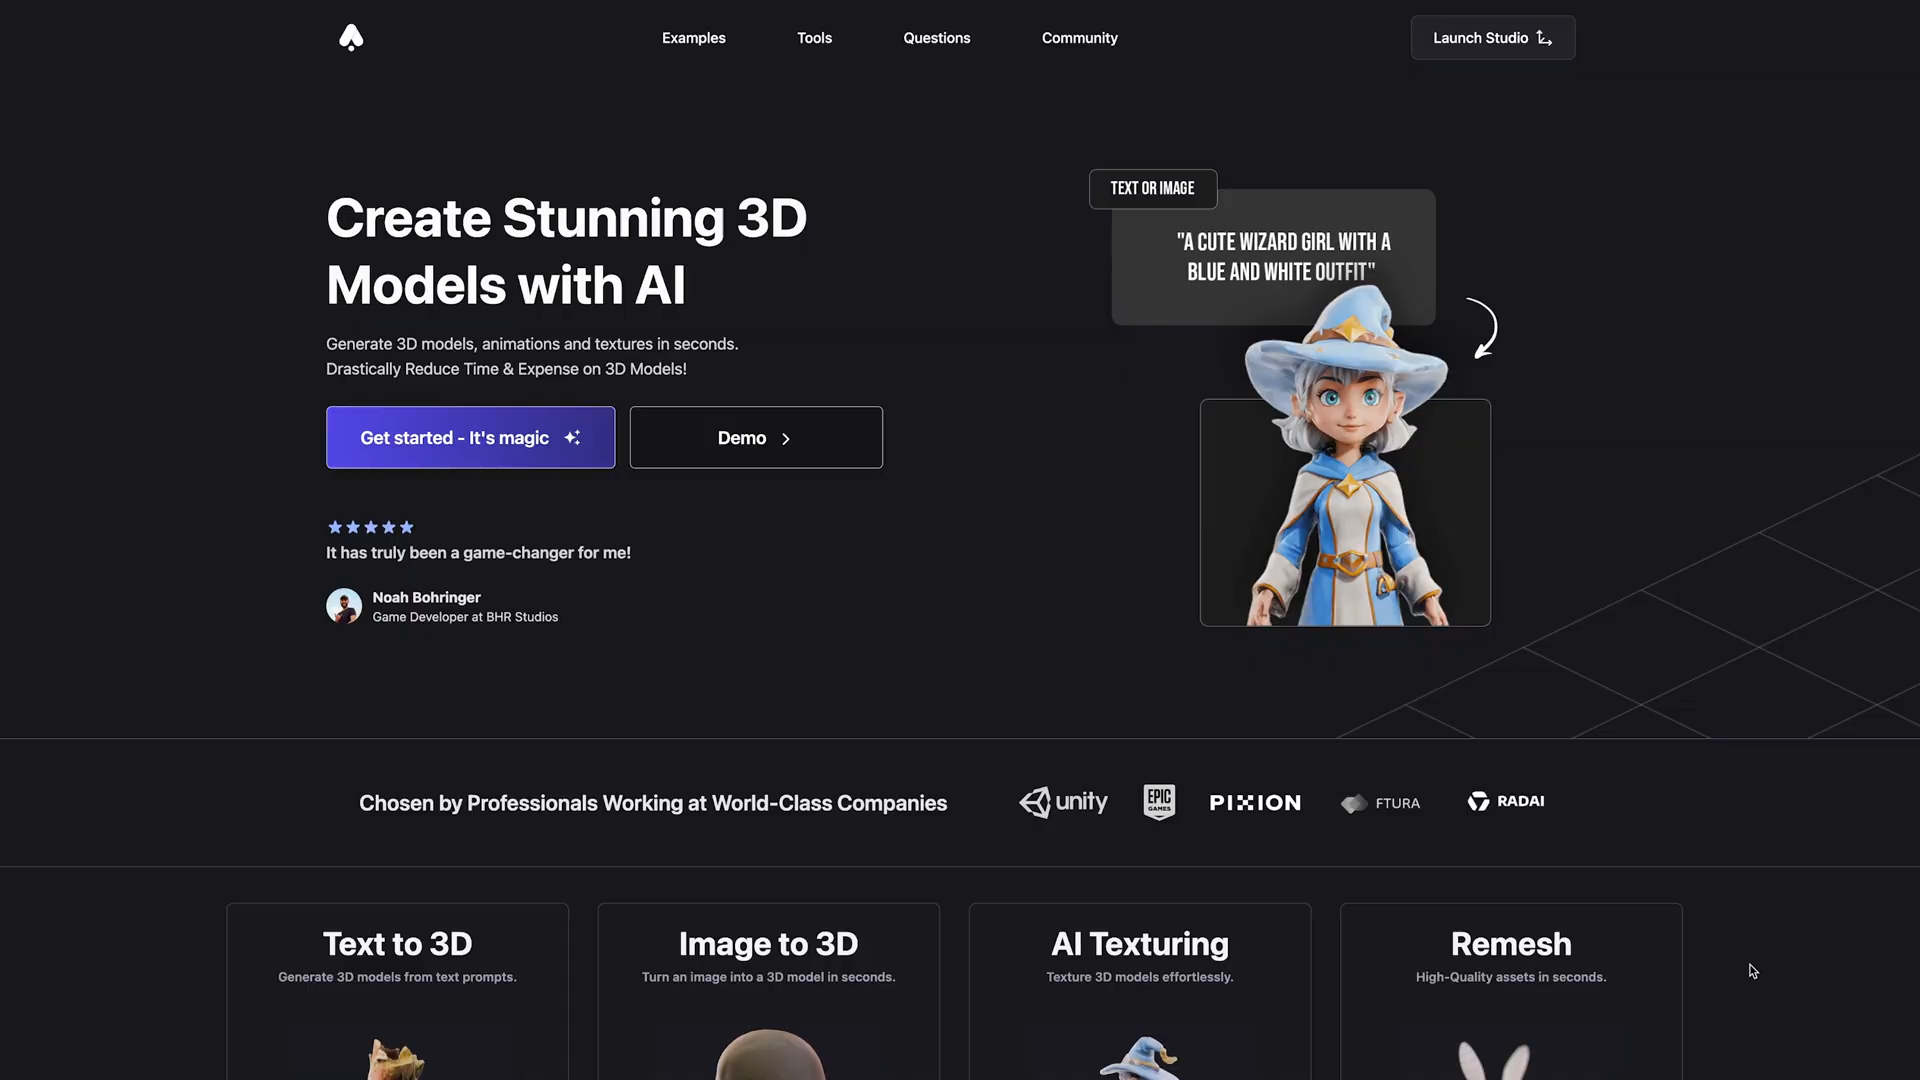 Examples
Tools
Questions
Community
Launch Studio
Create Stunning 3D
Models with AI
Generate 3D models, animations and textures in seconds.
Drastically Reduce Time & Expense on 3D Models!
Get started - It's magic
Demo
It has truly been a game-changer for me!
Noah Bohringer
Game Developer at BHR Studios
TEXT OR IMAGE
"A CUTE WIZARD GIRL WITH A
BLUE AND WHITE OUTFIT"
Chosen by Professionals Working at World-Class Companies
unity
EPIC
GAMES
PIXION
FTURA
RADAI
Text to 3D
Generate 3D models from text prompts.
Image to 3D
Turn an image into a 3D model in seconds.
AI Texturing
Texture 3D models effortlessly.
Remesh
High-Quality assets in seconds.